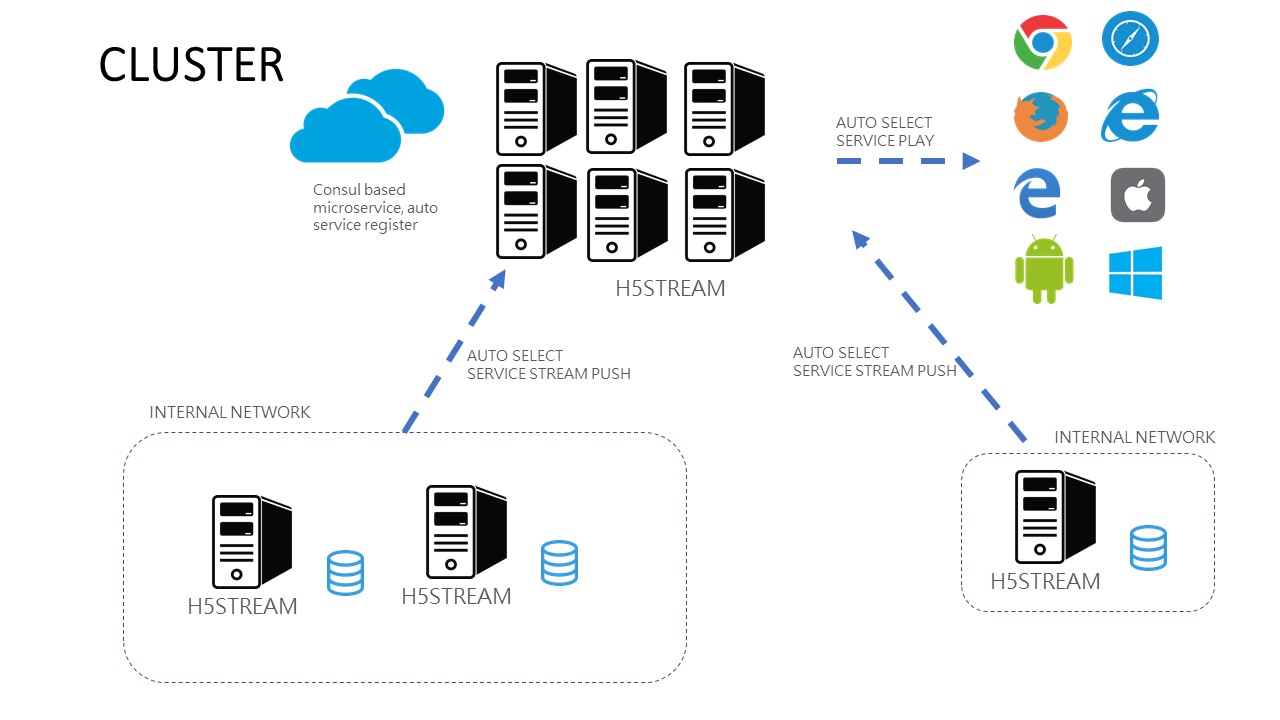 CLUSTER
AUTO SELECT
SERVICE PLAY
Consul based
microservice, auto
service register
H5STREAM
AUTO SELECT
SERVICE STREAM PUSH
AUTO SELECT
SERVICE STREAM PUSH
INTERNAL NETWORK
INTERNAL NETWORK
H5STREAM
H5STREAM
H5STREAM